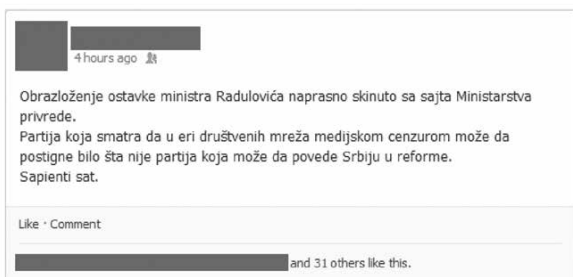 4 hours ago
Obrazloženje ostavke ministra Radulovića naprasno skinuto sa sajta Ministarstva
privrede.
Partija koja smatra da u eri društvenih mreža medijskom cenzurom može da
postigne bilo šta nije partija koja može da povede Srbiju u reforme.
Sapienti sat.
Like · Comment
and 31 others like this.